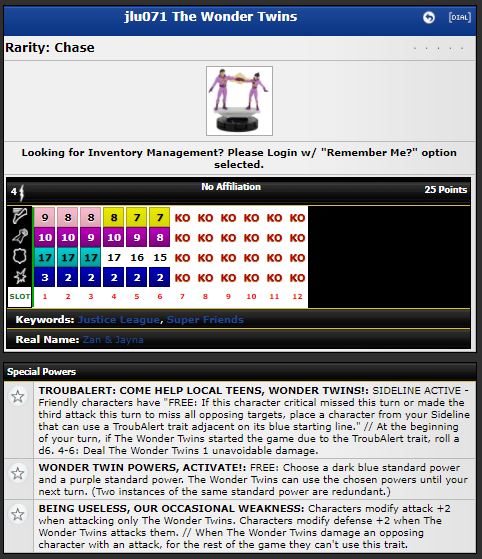 jlu071 The Wonder Twins
[DIAL]
Rarity: Chase
Looking for Inventory Management? Please Login w/ "Remember Me?" option
selected.
4 No Affiliation 25 Points
9 8 8 8 7 7 KO KO KO KO KO KO
10 10 9 10 9 8 KO KO KO KO KO KO
17 17 17 17 16 15 KO KO KO KO KO KO
3 2 2 2 2 2 KO KO KO KO KO KO
SLOT 1 2 3 4 5 6 7 8 9 10 11 12
Keywords: Justice League, Super Friends
Real Name: Zan & Jayna
Special Powers
TROUBALERT: COME HELP LOCAL TEENS, WONDER TWINS!: SIDELINE ACTIVE -
Friendly characters have "FREE: If this character critical missed this turn or made the
third attack this turn to miss all opposing targets, place a character from your Sideline
that can use a TroubAlert trait adjacent on its blue starting line." // At the
beginning of your turn, if The Wonder Twins started the game due to the TroubAlert trait, roll a
d6. 4-6: Deal The Wonder Twins 1 unavoidable damage.
WONDER TWIN POWERS, ACTIVATE!: FREE: Choose a dark blue standard power
and a purple standard power. The Wonder Twins can use the chosen powers until your
next turn. (Two instances of the same standard power are redundant.)
BEING USELESS, OUR OCCASIONAL WEAKNESS: Characters modify attack +2
when attacking only The Wonder Twins. Characters modify defense +2 when The
Wonder Twins attacks them. // When The Wonder Twins damage an opposing
character with an attack, for the rest of the game they can't use this trait.